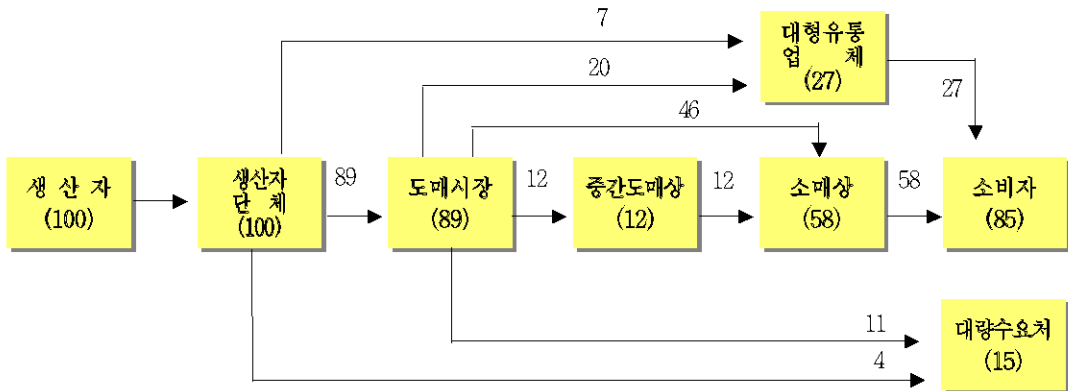 7
대형유통
업 체
(27)
20
27
46
생 산 자
(100)
생산자
단 체
(100)
89
도매시장
(89)
12
중간도매상
(12)
12
소매상
(58)
58
소비자
(85)
11
4
대량수요처
(15)